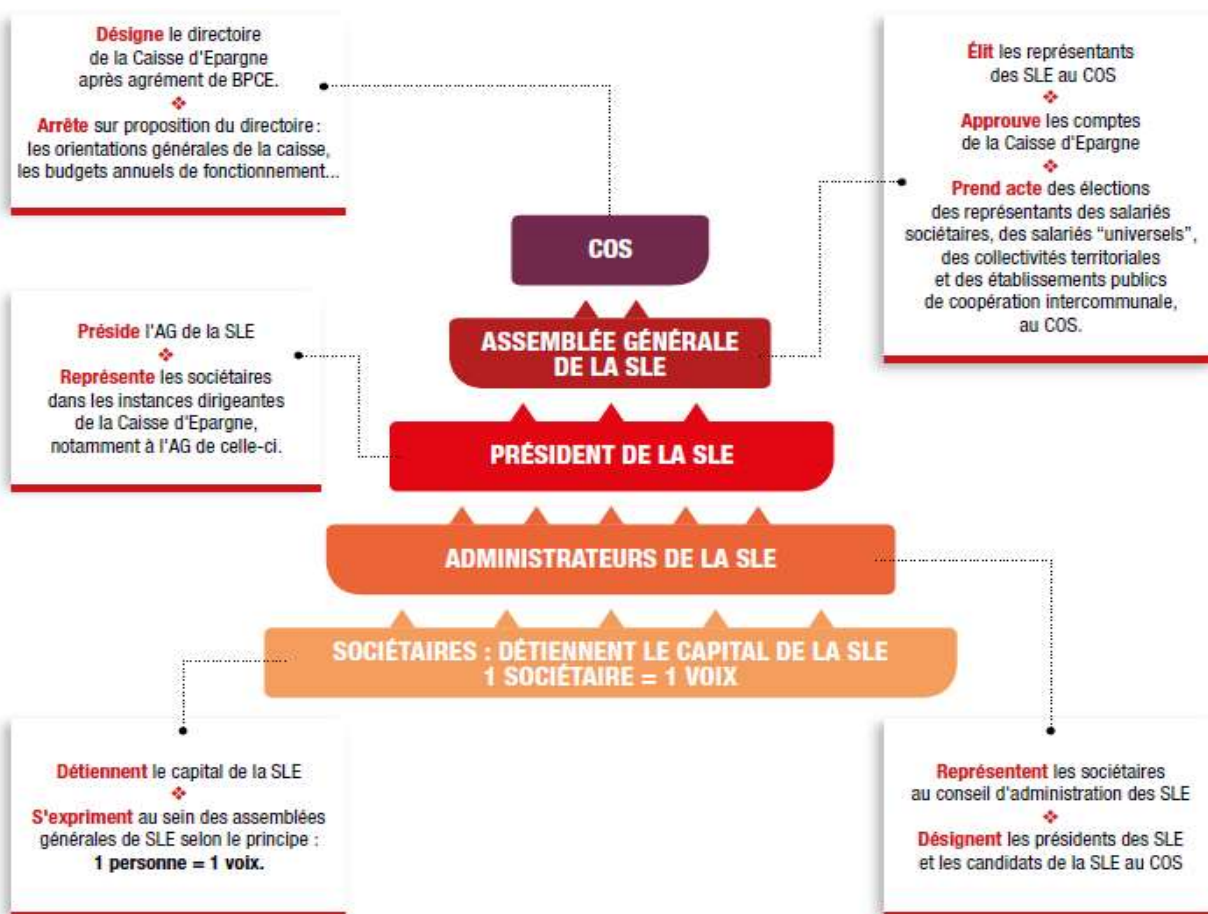 Désigne le directoire
de la Caisse d'Epargne
après agrément de BPCE.
❖
Arrête sur proposition du directoire :
les orientations générales de la caisse,
les budgets annuels de fonctionnement...
Élit les représentants
des SLE au COS
❖
Approuve les comptes
de la Caisse d'Epargne
❖
Prend acte des élections
des représentants des salariés
sociétaires, des salariés “universels”,
des collectivités territoriales
et des établissements publics
de coopération intercommunale,
au COS.
COS
ASSEMBLÉE GÉNÉRALE
DE LA SLE
Préside l'AG de la SLE
❖
Représente les sociétaires
dans les instances dirigeantes
de la Caisse d'Epargne,
notamment à l'AG de celle-ci.
PRÉSIDENT DE LA SLE
ADMINISTRATEURS DE LA SLE
SOCIÉTAIRES : DÉTIENNENT LE CAPITAL DE LA SLE
1 SOCIÉTAIRE = 1 VOIX
Détiennent le capital de la SLE
❖
S'expriment au sein des assemblées
générales de SLE selon le principe :
1 personne = 1 voix.
Représentent les sociétaires
au conseil d'administration des SLE
❖
Désignent les présidents des SLE
et les candidats de la SLE au COS